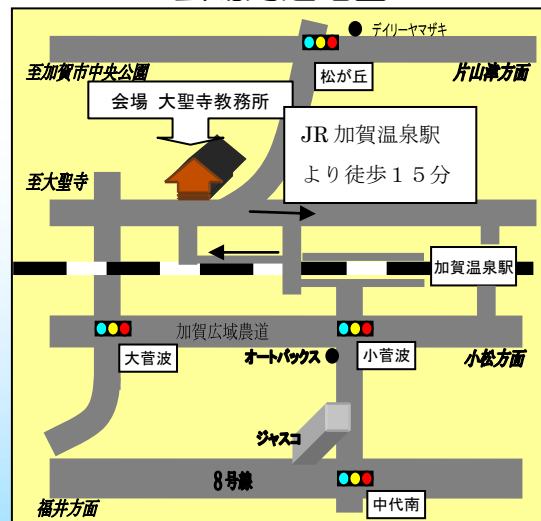 デイリーヤマザキ
至加賀市中央公園
松が丘
片山津方面
会場 大聖寺教務所
JR 加賀温泉駅
より徒歩１５分
至大聖寺
加賀温泉駅
加賀広域農道
大菅波
オートバックス
小菅波
小松方面
ジャスコ
8号線
福井方面
中代南